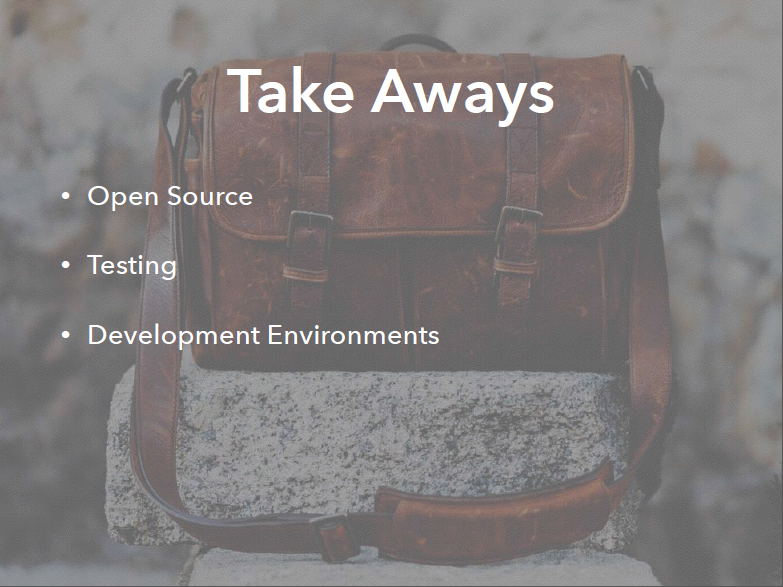 Take Aways
• Open Source
• Testing
• Development Environments